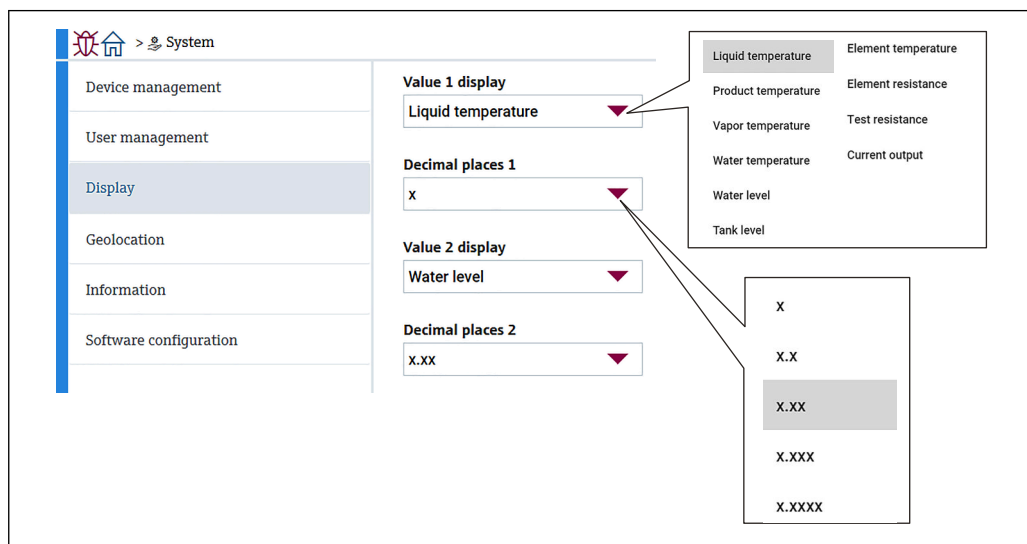 > System
Device management
User management
Display
Geolocation
Information
Software configuration
Value 1 display
Liquid temperature
Decimal places 1
x
Value 2 display
Water level
Decimal places 2
x.xx
Liquid temperature
Product temperature
Vapor temperature
Water temperature
Water level
Tank level
Element temperature
Element resistance
Test resistance
Current output
x
x.x
x.xx
x.xxx
x.xxxx